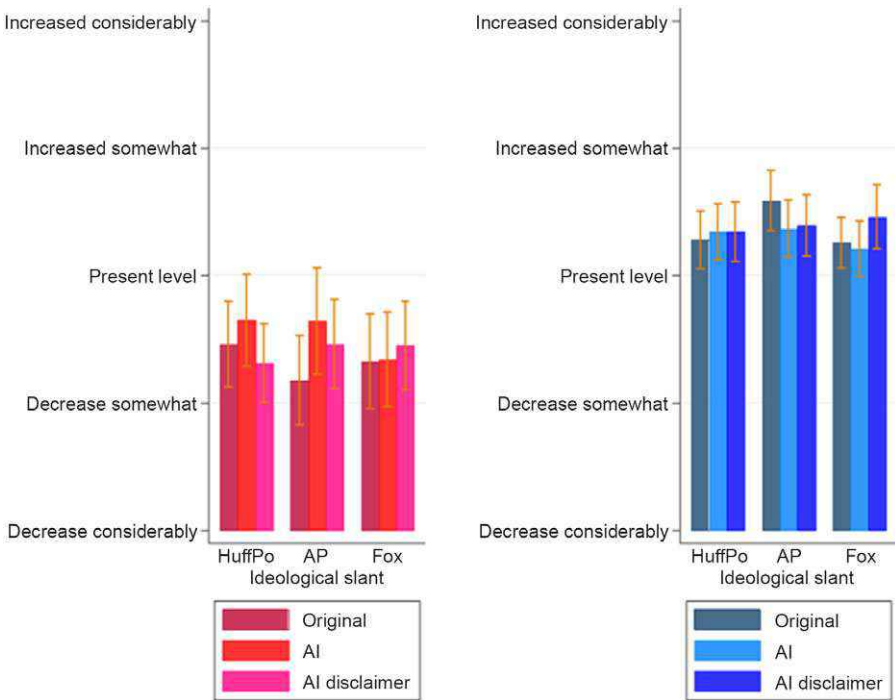 Increased considerably
Increased somewhat
Present level
Decrease somewhat
Decrease considerably
HuffPo AP Fox
Ideological slant
Original
AI
AI disclaimer
Increased considerably
Increased somewhat
Present level
Decrease somewhat
Decrease considerably
HuffPo AP Fox
Ideological slant
Original
AI
AI disclaimer